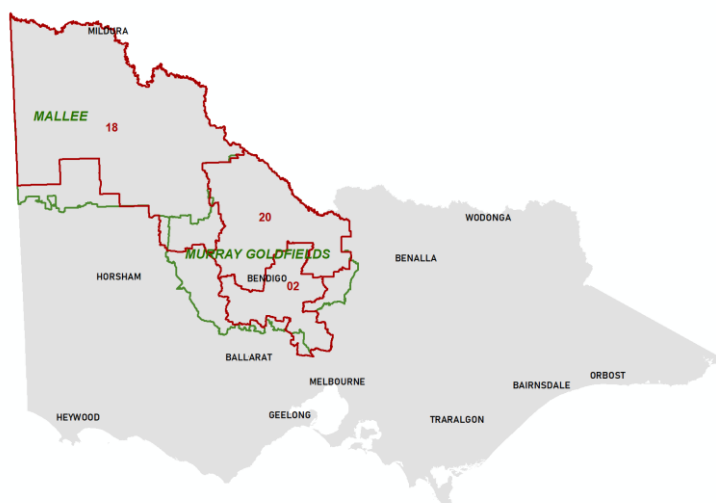 MILDURA
MALLEE
18
20
WODONGA
MURRAY GOLDFIELDS
BENALLA
HORSHAM
BENDIGO
02
BALLARAT
ORBOST
MELBOURNE
BAIRNSDALE
HEYWOOD
GEELONG
TRARALGON